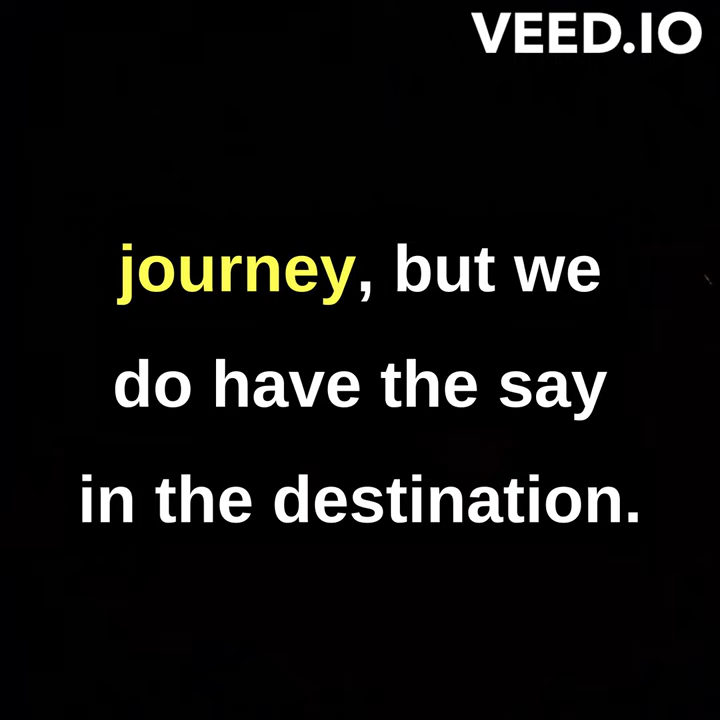 VEED.IO
journey, but we
do have the say
in the destination.